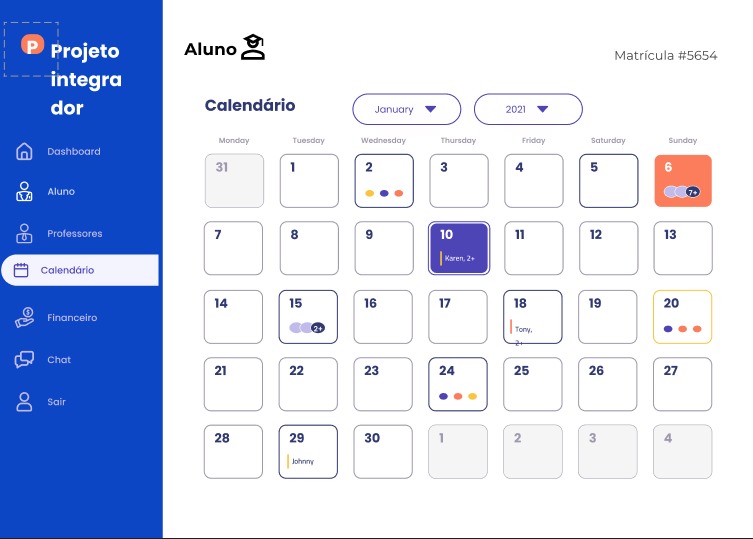 P
Projeto
integra
dor
Dashboard
Aluno
Professores
Calendário
Financeiro
Chat
Sair
Aluno
Matrícula #5654
Calendário
January
2021
Monday Tuesday Wednesday Thursday Friday Saturday Sunday
31 1 2 3 4 5 6
7+
7 8 9 10 11 12 13
Karen, 2+
14 15 16 17 18 19 20
2+
Tony,
2+
21 22 23 24 25 26 27
28 29 30 1 2 3 4
Johnny